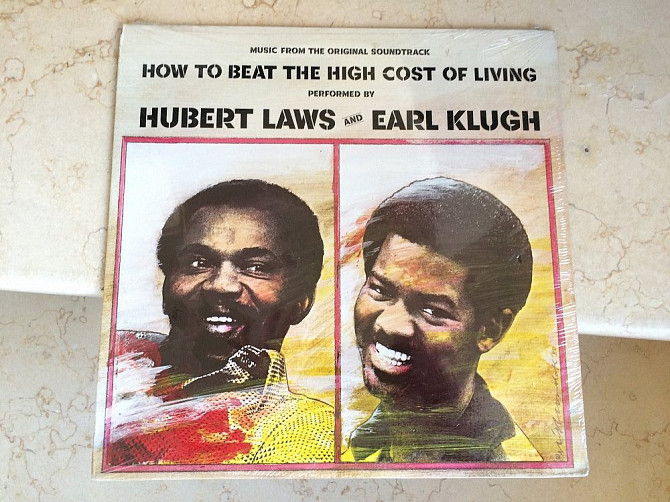 MUSIC FROM THE ORIGINAL SOUNDTRACK
HOW TO BEAT THE HIGH COST OF LIVING
PERFORMED BY
HUBERT LAWS AND EARL KLUGH